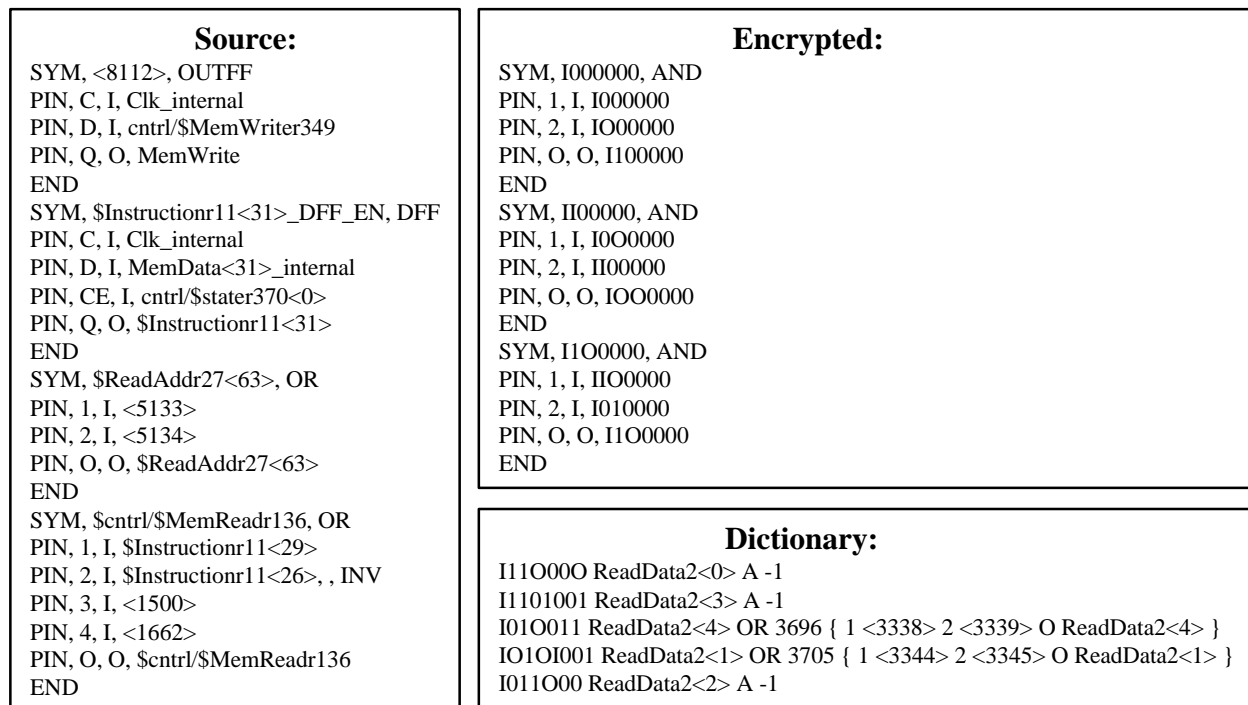 Source:
SYM, <8112>, OUTFF
PIN, C, I, Clk_internal
PIN, D, I, cntrl/$MemWriter349
PIN, Q, O, MemWrite
END
SYM, $Instructionr11<31>_DFF_EN, DFF
PIN, C, I, Clk_internal
PIN, D, I, MemData<31>_internal
PIN, CE, I, cntrl/$stater370<0>
PIN, Q, O, $Instructionr11<31>
END
SYM, $ReadAddr27<63>, OR
PIN, 1, I, <5133>
PIN, 2, I, <5134>
PIN, O, O, $ReadAddr27<63>
END
SYM, $cntrl/$MemReadr136, OR
PIN, 1, I, $Instructionr11<29>
PIN, 2, I, $Instructionr11<26>, , INV
PIN, 3, I, <1500>
PIN, 4, I, <1662>
PIN, O, O, $cntrl/$MemReadr136
END
Encrypted:
SYM, I000000, AND
PIN, 1, I, I000000
PIN, 2, I, IO00000
PIN, O, O, I100000
END
SYM, II00000, AND
PIN, 1, I, I0O0000
PIN, 2, I, II00000
PIN, O, O, IOO0000
END
SYM, I1O0000, AND
PIN, 1, I, IIO0000
PIN, 2, I, I010000
PIN, O, O, I1O0000
END
Dictionary:
I11O00O ReadData2<0> A -1
I1101001 ReadData2<3> A -1
I01O011 ReadData2<4> OR 3696 { 1 <3338> 2 <3339> O ReadData2<4> }
IO1OI001 ReadData2<1> OR 3705 { 1 <3344> 2 <3345> O ReadData2<1> }
I011O00 ReadData2<2> A -1